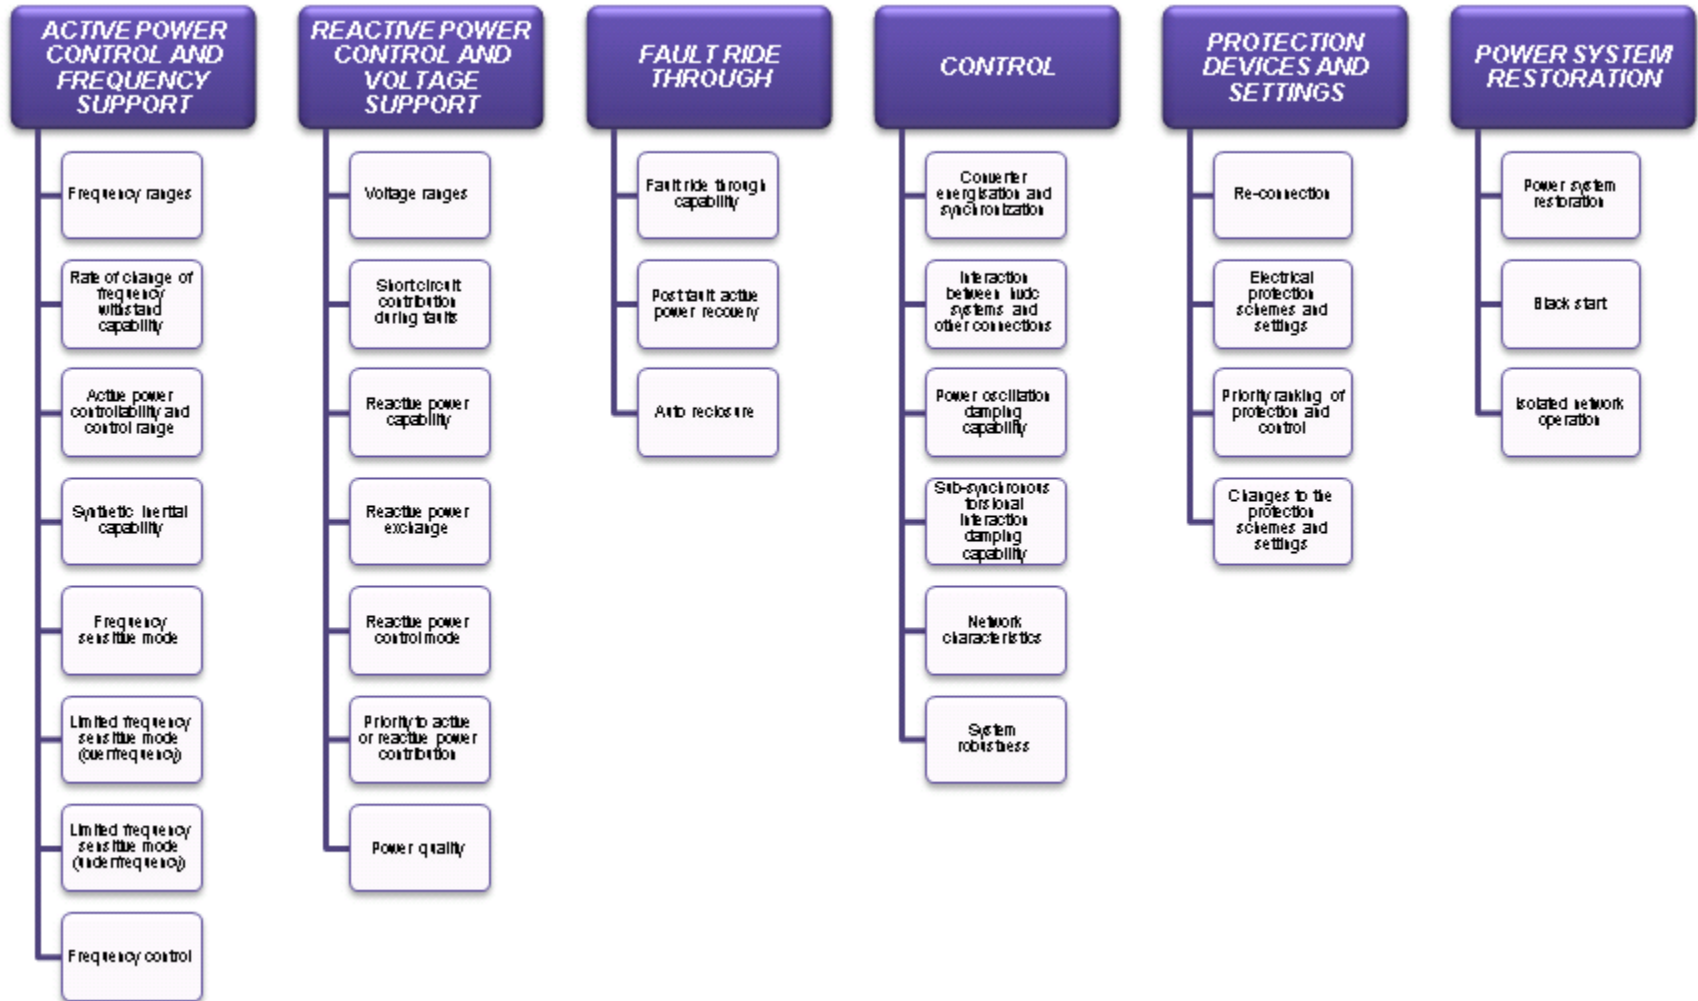 ACTIVE POWER
CONTROL AND
FREQUENCY
SUPPORT
Frequency ranges
Rate of change of
frequency
withstand
capability
Active power
controllability and
control range
Synthetic inertial
capability
Frequency
sensitive mode
Limited frequency
sensitive mode
(overfrequency)
Limited frequency
sensitive mode
(underfrequency)
Frequency control
REACTIVE POWER
CONTROL AND
VOLTAGE
SUPPORT
Voltage ranges
Short circuit
contribution
during faults
Reactive power
capability
Reactive power
exchange
Reactive power
control mode
Priority to active
or reactive power
contribution
Power quality
FAULT RIDE
THROUGH
Fault ride through
capability
Post fault active
power recovery
Auto reclosure
CONTROL
Converter
energisation and
synchronization
Interaction
between hvdc
systems and
other connections
Power oscillation
damping
capability
Sub-synchronous
torsional
interaction
damping
capability
Network
characteristics
System
robustness
PROTECTION
DEVICES AND
SETTINGS
Re-connection
Electrical
protection
schemes and
settings
Priority ranking of
protection and
control
Changes to the
protection
schemes and
settings
POWER SYSTEM
RESTORATION
Power system
restoration
Black start
Isolated network
operation